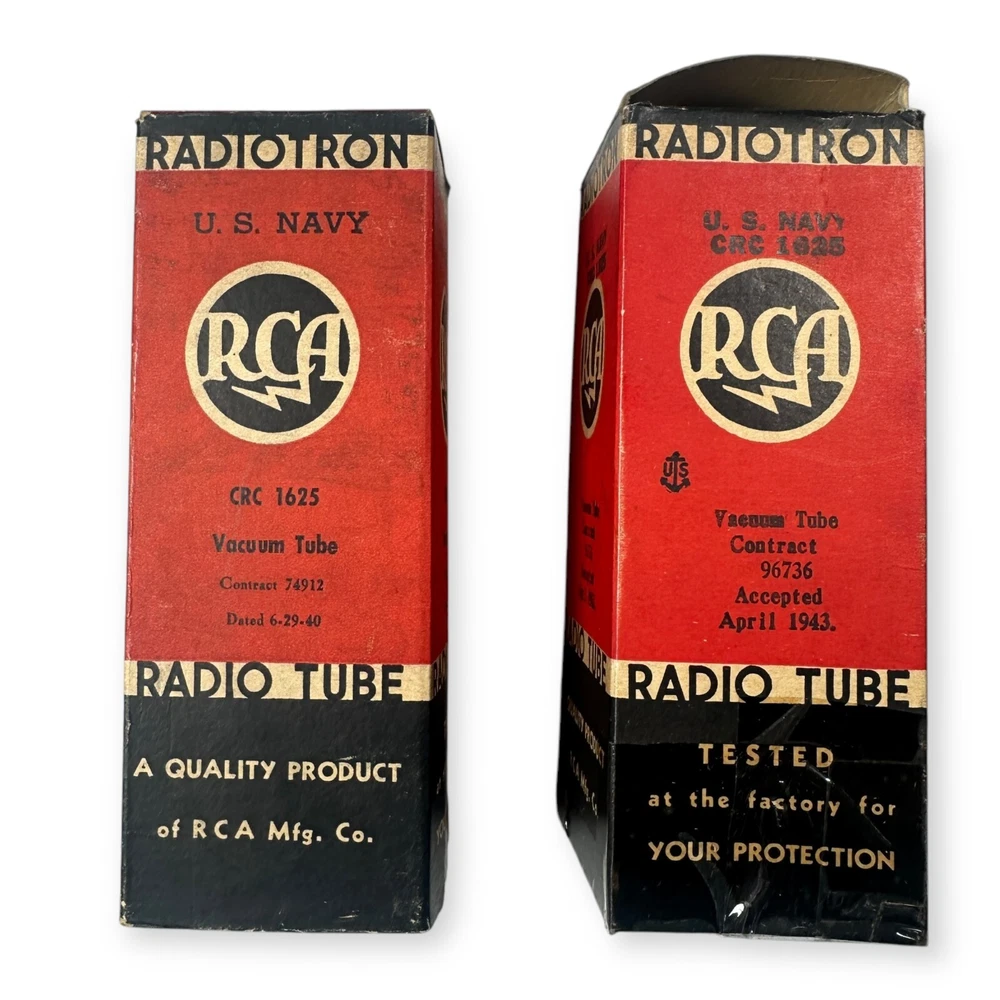 RADIOTRON
U. S. NAVY
RCA
CRC 1625
Vacuum Tube
Contract 74912
Dated 6-29-40
RADIO TUBE
A QUALITY PRODUCT
of RCA Mfg. Co.
RADIOTRON
U. S. NAVY
CRC 1625
RCA
US
Vacuum Tube
Contract
96736
Accepted
April 1943.
RADIO TUBE
TESTED
at the factory for
YOUR PROTECTION